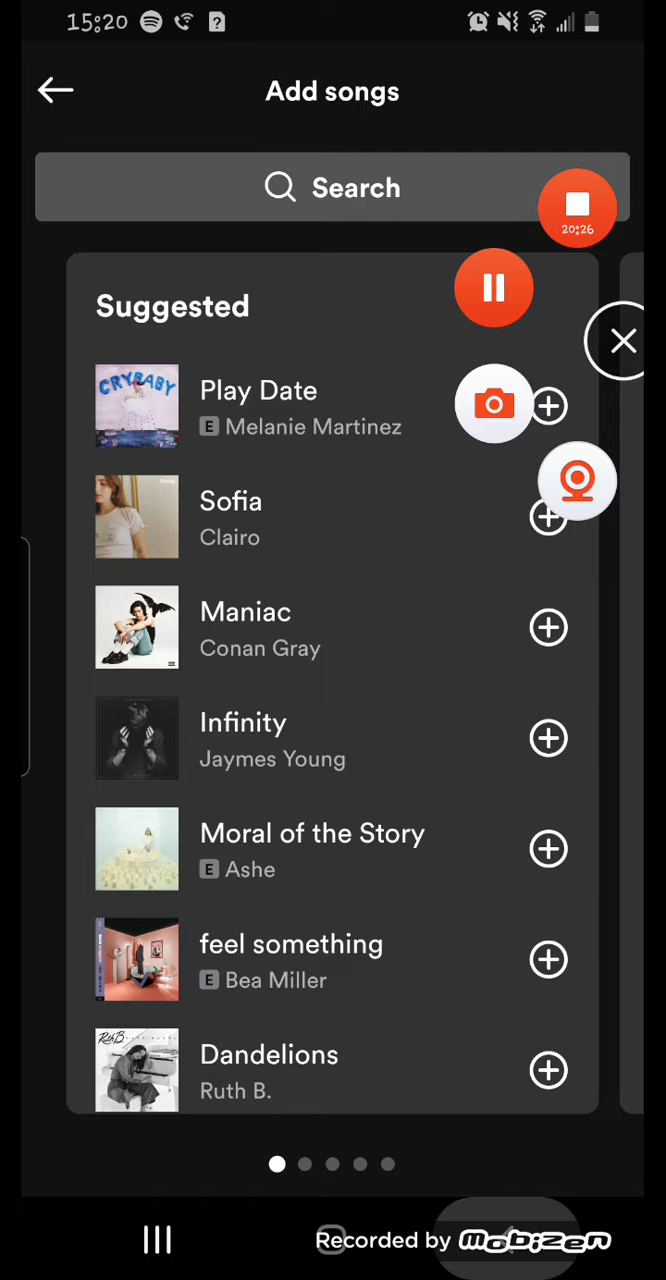 15:20
Add songs
Search
20:26
Suggested
CRYBABY
Play Date
E Melanie Martinez
Sofia
Clairo
Maniac
Conan Gray
Infinity
Jaymes Young
Moral of the Story
E Ashe
feel something
E Bea Miller
Ruth B.
Dandelions
Ruth B.
Recorded by mobizen